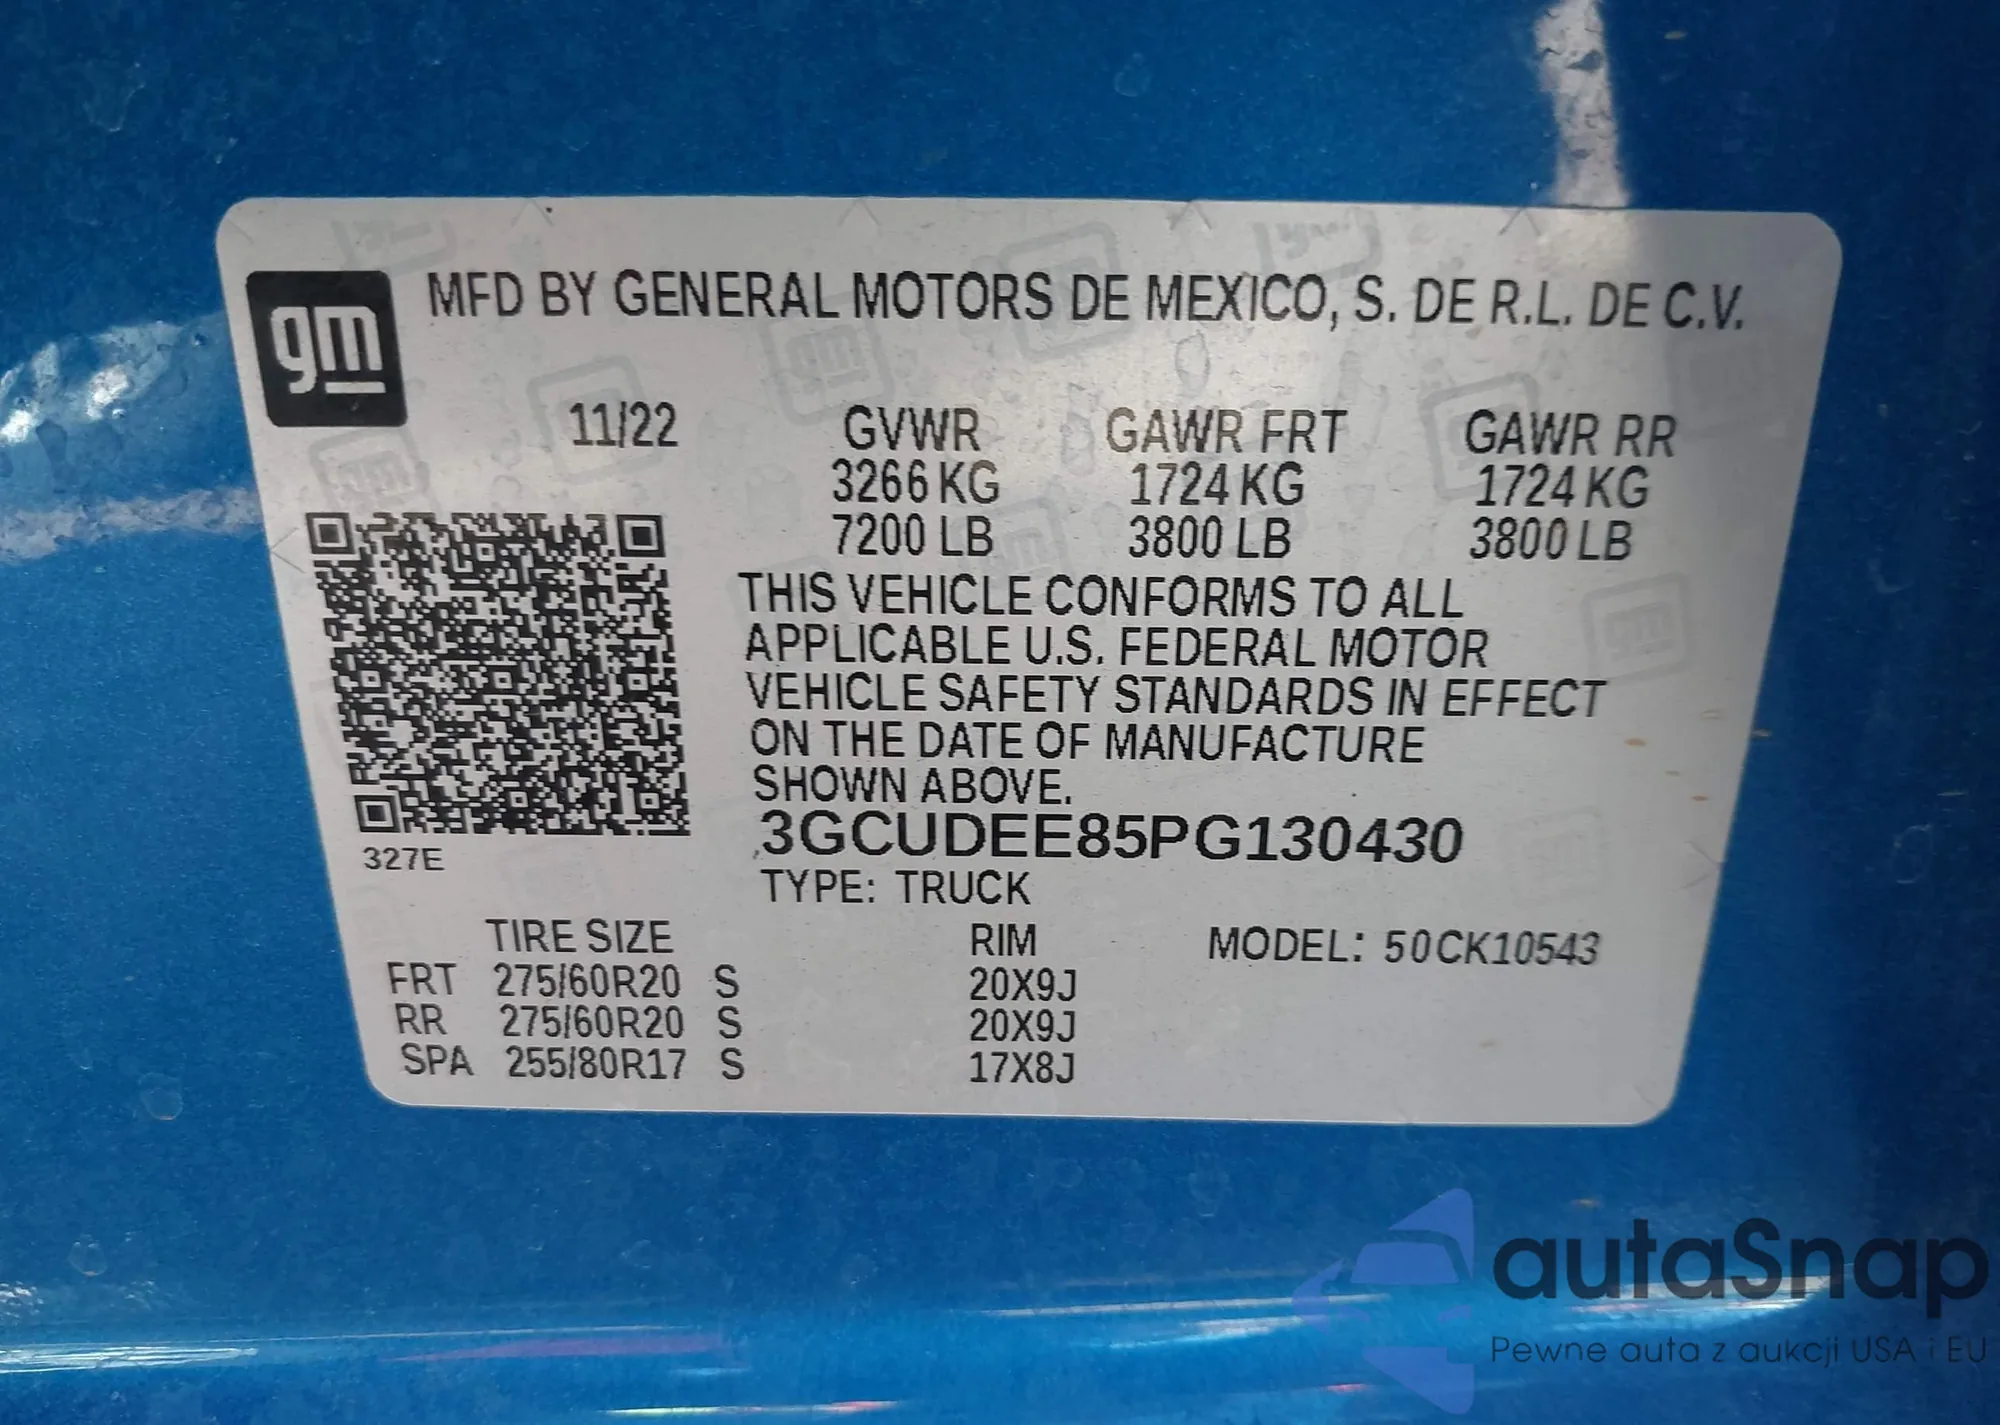 gm
MFD BY GENERAL MOTORS DE MEXICO, S. DE R.L. DE C.V.
11/22 GVWR GAWR FRT GAWR RR
3266 KG 1724 KG 1724 KG
7200 LB 3800 LB 3800 LB
THIS VEHICLE CONFORMS TO ALL
APPLICABLE U.S. FEDERAL MOTOR
VEHICLE SAFETY STANDARDS IN EFFECT
ON THE DATE OF MANUFACTURE
SHOWN ABOVE.
3GCUDEE85PG130430
327E
TYPE: TRUCK
TIRE SIZE RIM MODEL: 50CK10543
FRT 275/60R20 S 20X9J
RR 275/60R20 S 20X9J
SPA 255/80R17 S 17X8J
autaSnap
Pewne auta z aukcji USA i EU